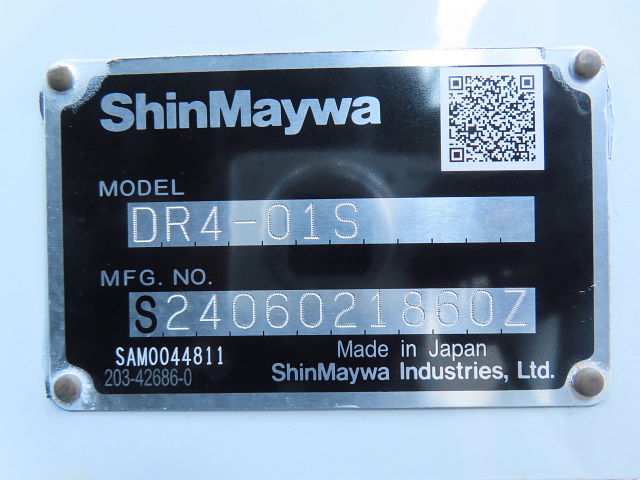 ShinMaywa
MODEL
DR4-01S
MFG. NO.
S2406021860Z
SAM0044811
Made in Japan
203-42686-0
ShinMaywa Industries, Ltd.